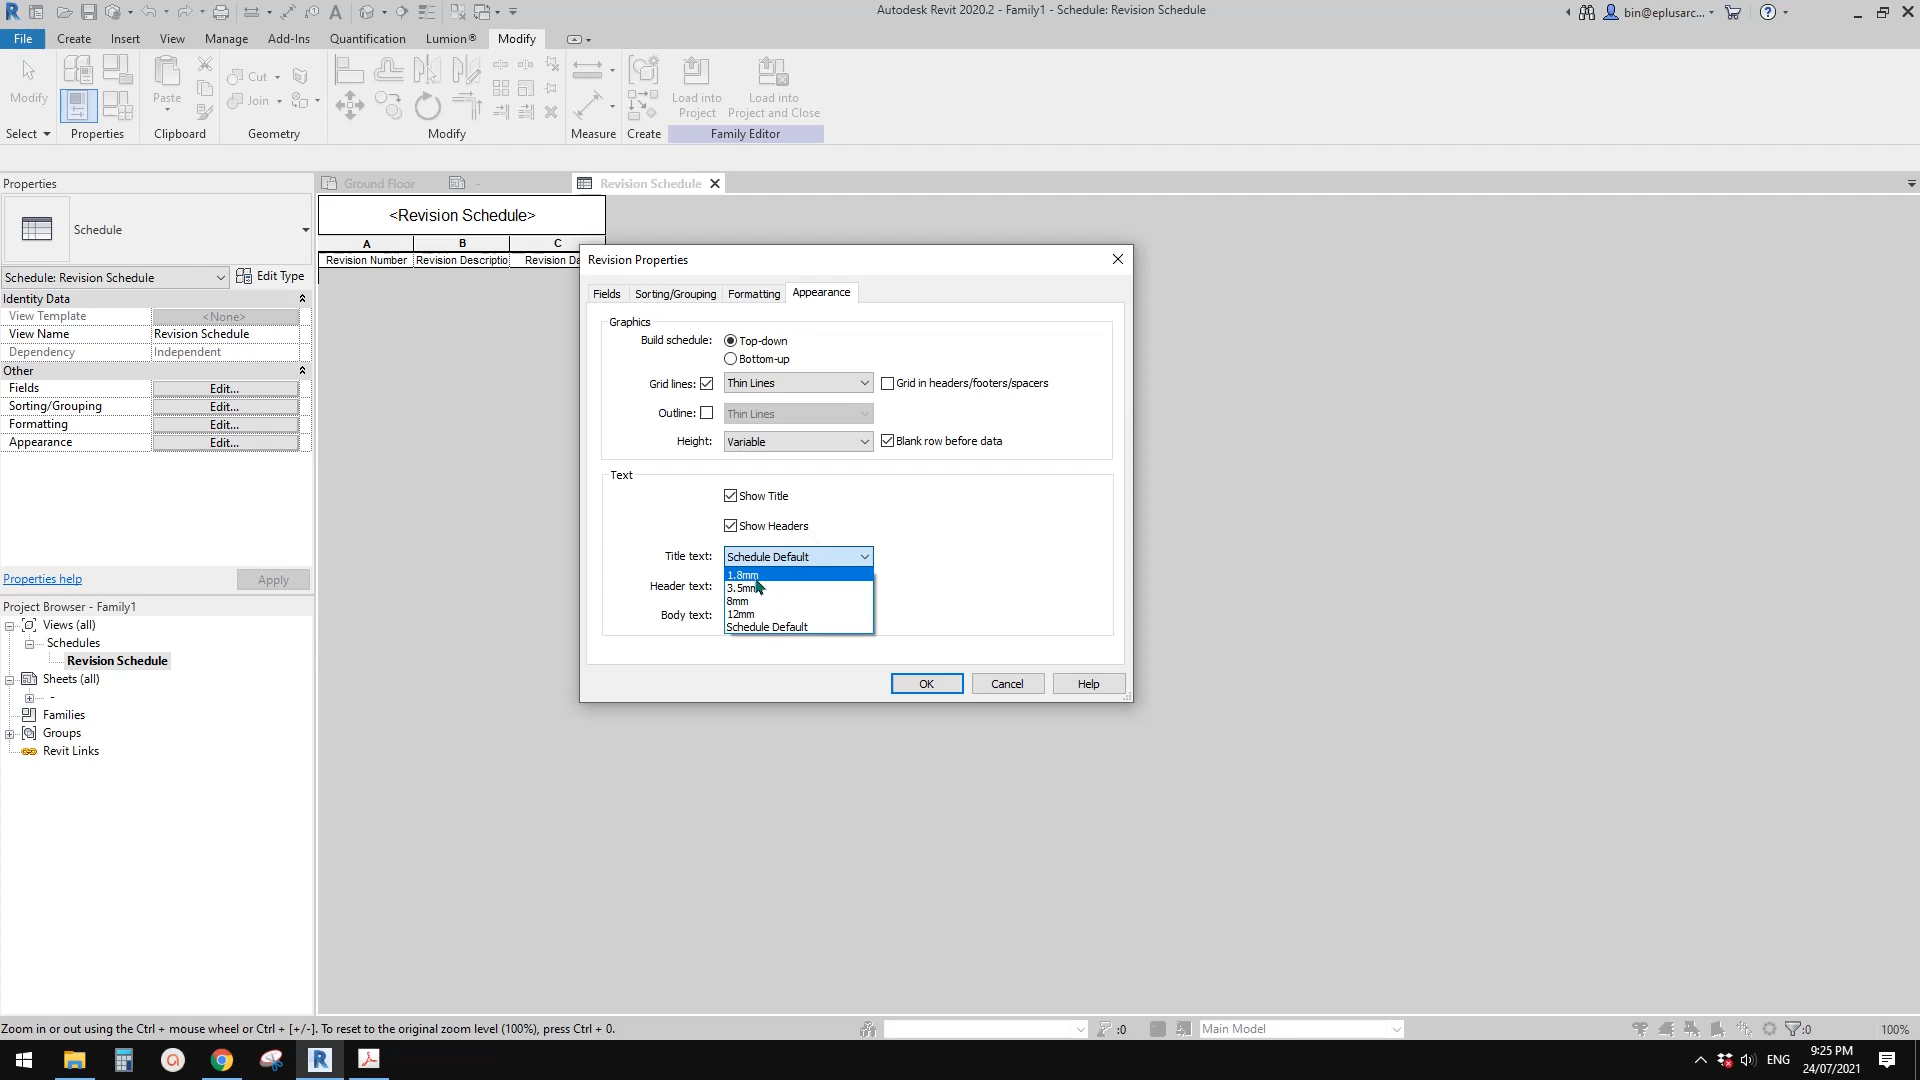 Autodesk Revit 2020.2 - Family1 - Schedule: Revision Schedule
bin@eplusarc...
File Create Insert View Manage Add-Ins Quantification Lumion® Modify
Modify
Paste
Cut
Join
Load into
Project
Load into
Project and Close
Select Properties Clipboard Geometry Modify Measure Create Family Editor
Properties
Ground Floor - Revision Schedule
Schedule
<Revision Schedule>
A B C
Revision Number Revision Descriptio Revision Da
Schedule: Revision Schedule Edit Type
Identity Data
View Template <None>
View Name Revision Schedule
Dependency Independent
Other
Fields Edit...
Sorting/Grouping Edit...
Formatting Edit...
Appearance Edit...
Properties help Apply
Project Browser - Family1
Views (all)
Schedules
Revision Schedule
Sheets (all)
-
Families
Groups
Revit Links
Revision Properties
Fields Sorting/Grouping Formatting Appearance
Graphics
Build schedule: Top-down
Bottom-up
Grid lines: Thin Lines Grid in headers/footers/spacers
Outline: Thin Lines
Height: Variable Blank row before data
Text
Show Title
Show Headers
Title text: Schedule Default
1.8mm
Header text: 3.5mm
8mm
Body text: 12mm
Schedule Default
OK Cancel Help
Zoom in or out using the Ctrl + mouse wheel or Ctrl + [+/-]. To reset to the original zoom level (100%), press Ctrl + 0.
:0 Main Model :0 100%
ENG
9:25 PM
24/07/2021